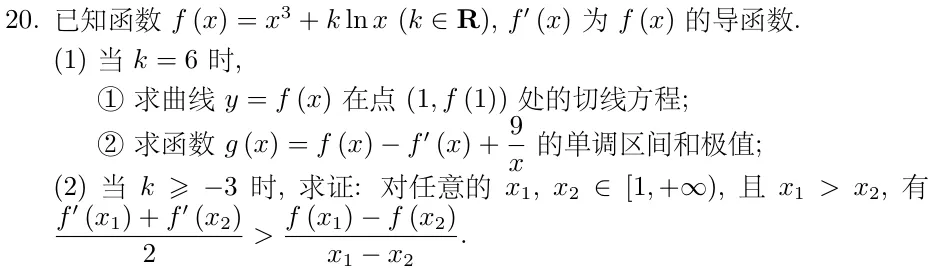 20. 已知函数 f (x) = x³ + k ln x (k ∈ R), f′ (x) 为 f (x) 的导函数.
(1) 当 k = 6 时,
① 求曲线 y = f (x) 在点 (1, f (1)) 处的切线方程;
② 求函数 g (x) = f (x) − f′ (x) + 9/x 的单调区间和极值;
(2) 当 k ⩾ −3 时, 求证: 对任意的 x₁, x₂ ∈ [1, +∞), 且 x₁ > x₂, 有
(f′ (x₁) + f′ (x₂))/2 > (f (x₁) − f (x₂))/(x₁ − x₂).